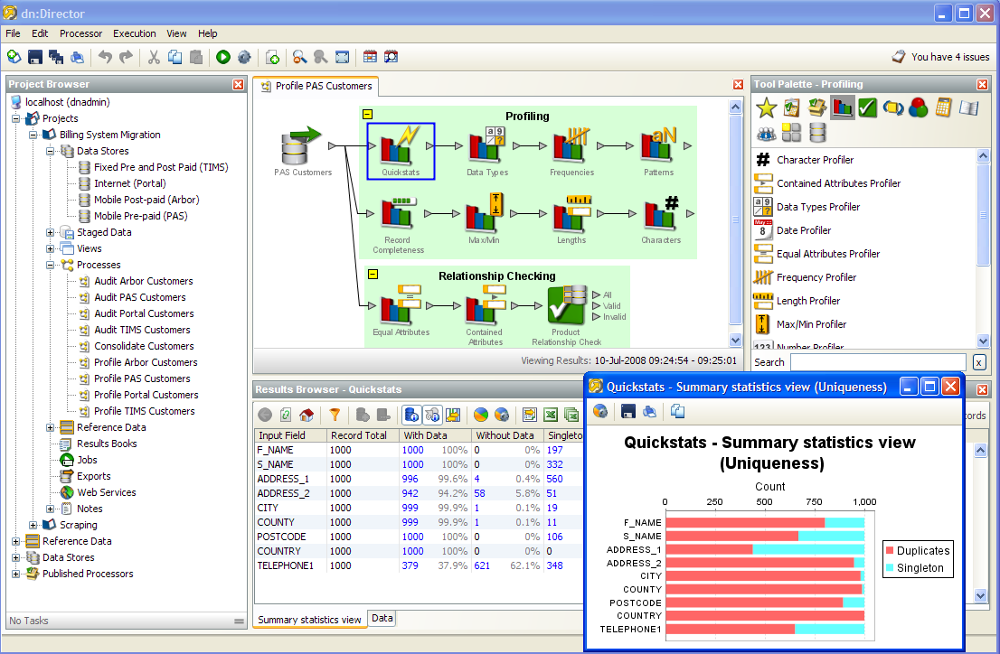 dn:Director
File Edit Processor Execution View Help
You have 4 issues
Project Browser
localhost (dnadmin)
Projects
Billing System Migration
Data Stores
Fixed Pre and Post Paid (TIMS)
Internet (Portal)
Mobile Post-paid (Arbor)
Mobile Pre-paid (PAS)
Staged Data
Views
Processes
Audit Arbor Customers
Audit PAS Customers
Audit Portal Customers
Audit TIMS Customers
Consolidate Customers
Profile Arbor Customers
Profile PAS Customers
Profile Portal Customers
Profile TIMS Customers
Reference Data
Results Books
Jobs
Exports
Web Services
Notes
Scraping
Reference Data
Data Stores
Published Processors
No Tasks
Profile PAS Customers
Profiling
PAS Customers
Quickstats
Data Types
Frequencies
aN
Patterns
Record
Completeness
Max/Min
Lengths
#
Characters
Relationship Checking
Equal Attributes
Contained
Attributes
Product
Relationship Check
All
Valid
Invalid
Viewing Results: 10-Jul-2008 09:24:54 - 09:25:01
Tool Palette - Profiling
# Character Profiler
Contained Attributes Profiler
Data Types Profiler
Date Profiler
Equal Attributes Profiler
Frequency Profiler
Length Profiler
Max/Min Profiler
123 Number Profiler
Search x
Results Browser - Quickstats
ords
Input Field Record Total With Data Without Data Singleto
F_NAME 1000 1000 100% 0 0% 197
S_NAME 1000 1000 100% 0 0% 332
ADDRESS_1 1000 996 99.6% 4 0.4% 560
ADDRESS_2 1000 942 94.2% 58 5.8% 51
CITY 1000 999 99.9% 1 0.1% 19
COUNTY 1000 999 99.9% 1 0.1% 11
POSTCODE 1000 1000 100% 0 0% 106
COUNTRY 1000 1000 100% 0 0% 0
TELEPHONE1 1000 379 37.9% 621 62.1% 348
Summary statistics view Data
Quickstats - Summary statistics view (Uniqueness)
Quickstats - Summary statistics view
(Uniqueness)
Count
0 250 500 750 1,000
F_NAME
S_NAME
ADDRESS_1
ADDRESS_2
CITY
COUNTY
POSTCODE
COUNTRY
TELEPHONE1
Duplicates
Singleton